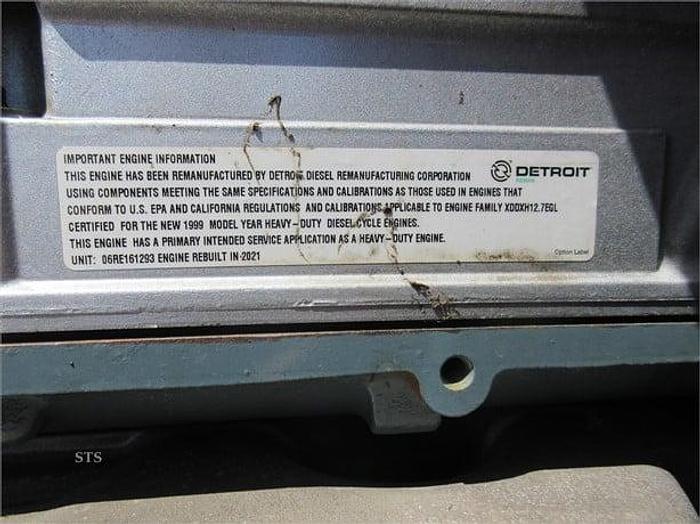 IMPORTANT ENGINE INFORMATION
THIS ENGINE HAS BEEN REMANUFACTURED BY DETROIT DIESEL REMANUFACTURING CORPORATION
USING COMPONENTS MEETING THE SAME SPECIFICATIONS AND CALIBRATIONS AS THOSE USED IN ENGINES THAT
CONFORM TO U.S. EPA AND CALIFORNIA REGULATIONS AND CALIBRATIONS APPLICABLE TO ENGINE FAMILY XDDXH12.7EGL
CERTIFIED FOR THE NEW 1999 MODEL YEAR HEAVY-DUTY DIESEL CYCLE ENGINES.
THIS ENGINE HAS A PRIMARY INTENDED SERVICE APPLICATION AS A HEAVY-DUTY ENGINE.
UNIT: 06RE161293 ENGINE REBUILT IN-2021
DETROIT
Option Label
STS